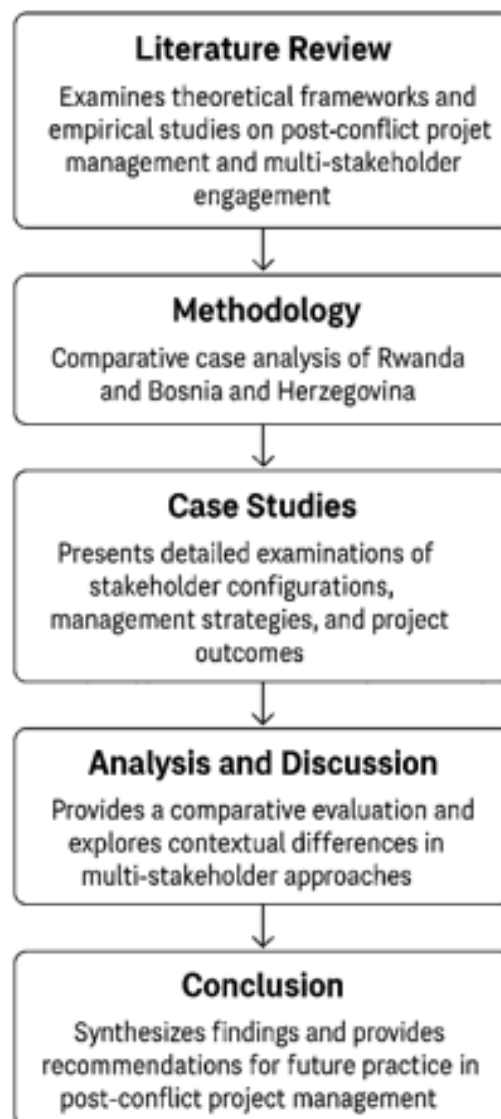 Literature Review
Examines theoretical frameworks and
empirical studies on post-conflict projet
management and multi-stakeholder
engagement
Methodology
Comparative case analysis of Rwanda
and Bosnia and Herzegovina
Case Studies
Presents detailed examinations of
stakeholder configurations,
management strategies, and project
outcomes
Analysis and Discussion
Provides a comparative evaluation and
explores contextual differences in
multi-stakeholder approaches
Conclusion
Synthesizes findings and provides
recommendations for future practice in
post-conflict project management